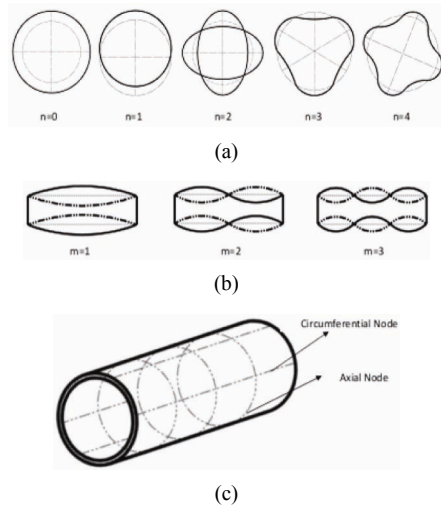 n=0 n=1 n=2 n=3 n=4
(a)
m=1 m=2 m=3
(b)
Circumferential Node
Axial Node
(c)